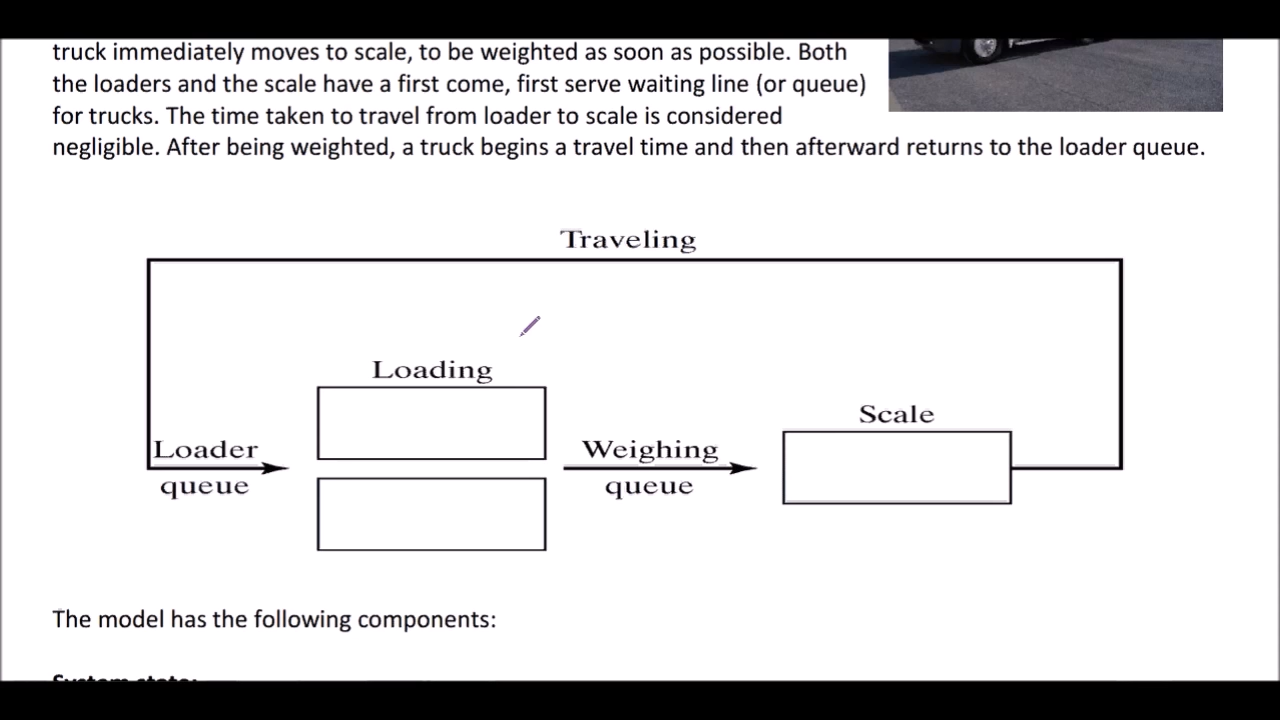 truck immediately moves to scale, to be weighted as soon as possible. Both
the loaders and the scale have a first come, first serve waiting line (or queue)
for trucks. The time taken to travel from loader to scale is considered
negligible. After being weighted, a truck begins a travel time and then afterward returns to the loader queue.
Traveling
Loading
Scale
Loader
queue
Weighing
queue
The model has the following components:
System state: